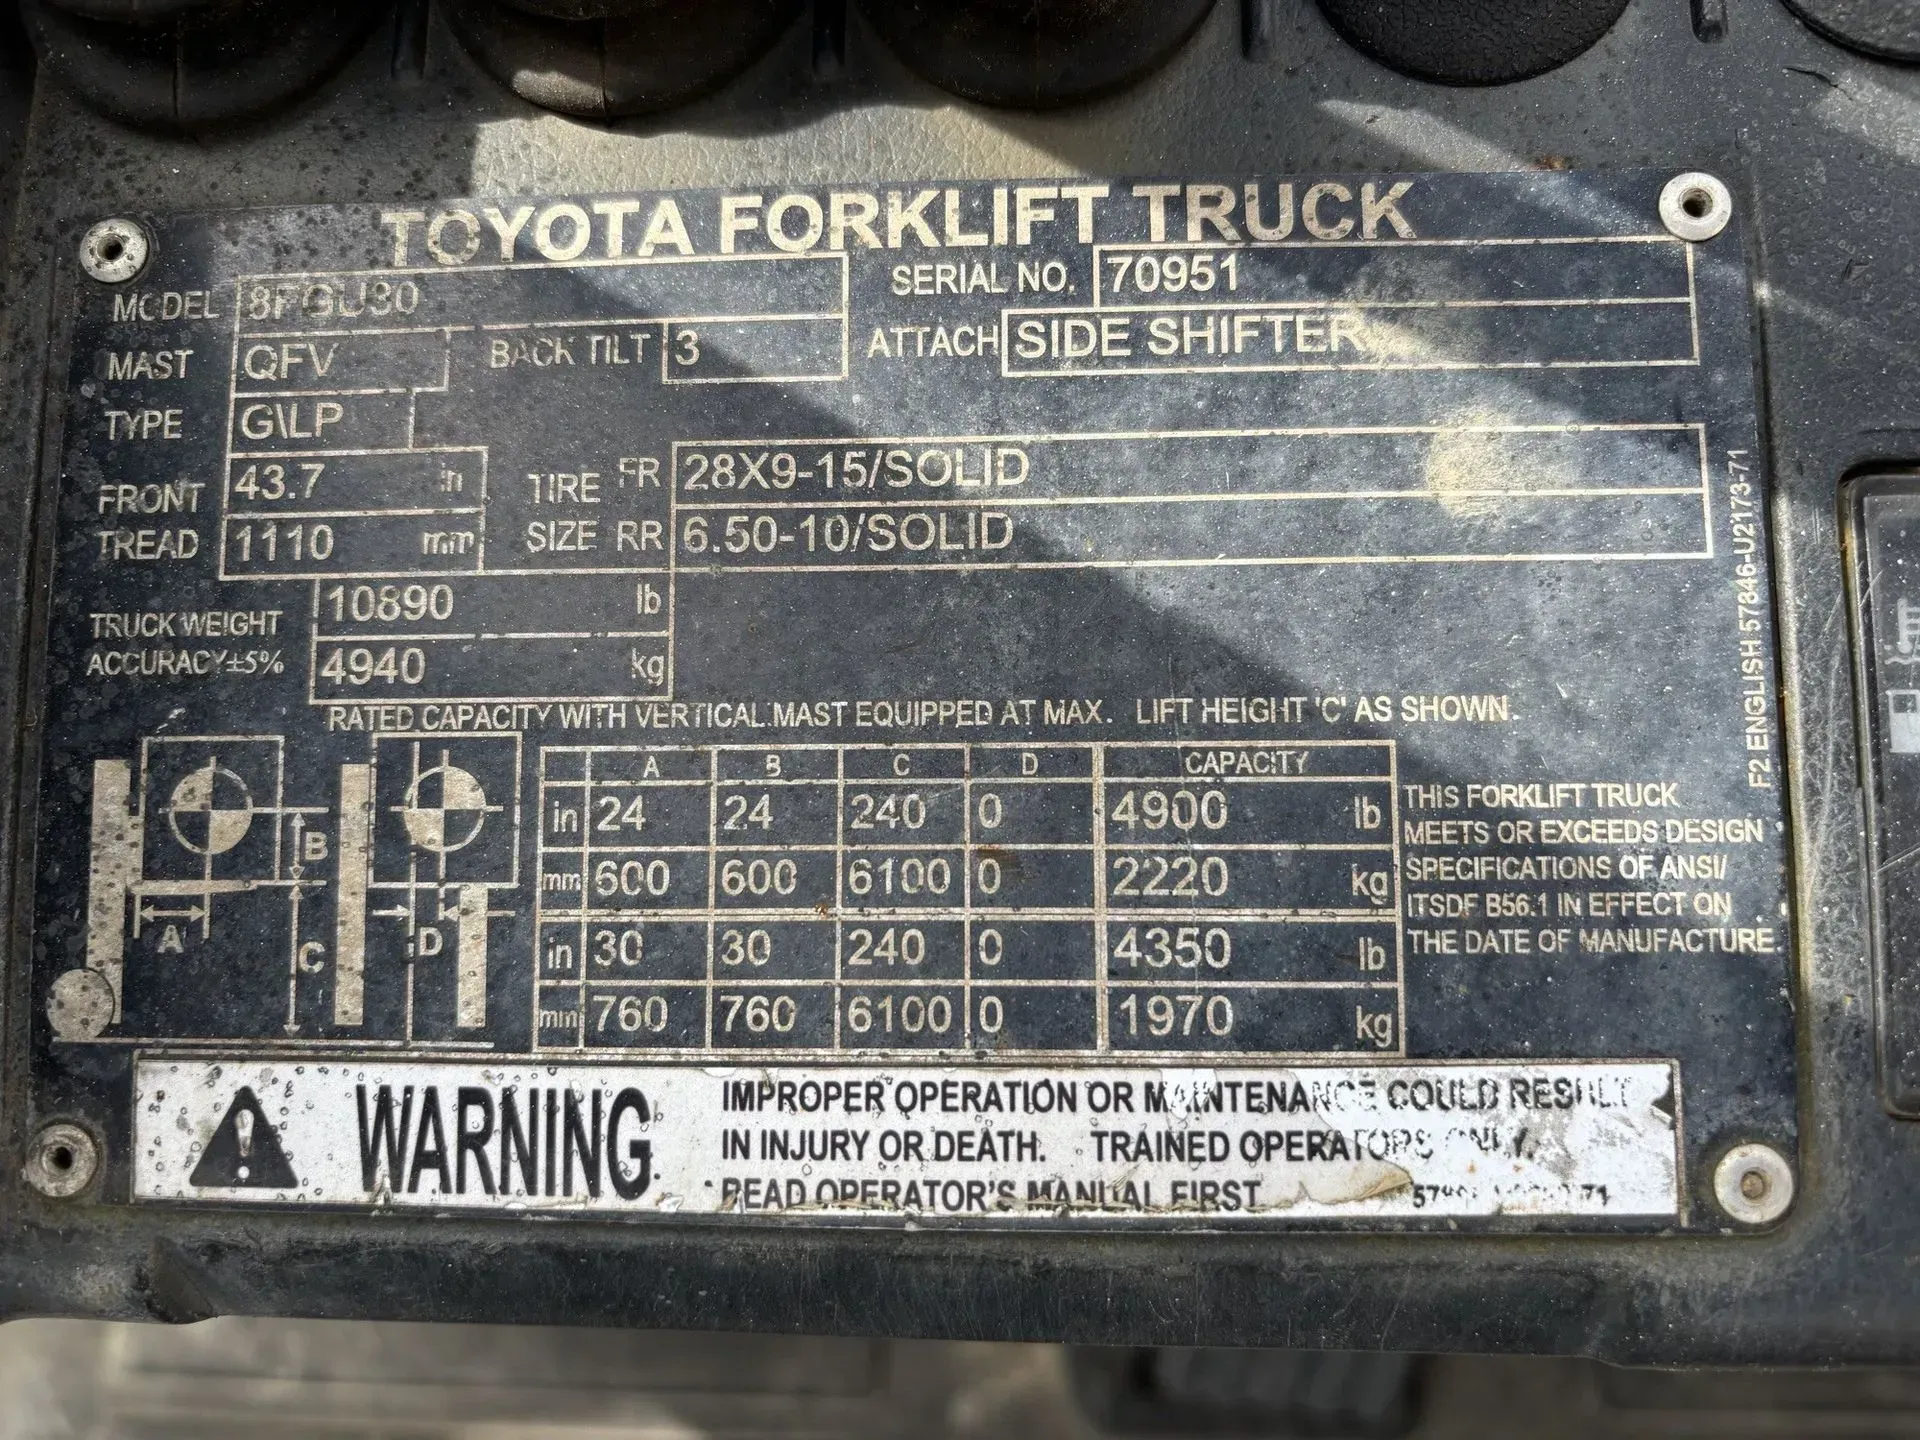 TOYOTA FORKLIFT TRUCK
MODEL 8FGU30 SERIAL NO. 70951
MAST QFV BACK TILT 3 ATTACH SIDE SHIFTER
TYPE G\LP
FRONT 43.7 in TIRE FR 28X9-15/SOLID
TREAD 1110 mm SIZE RR 6.50-10/SOLID
TRUCK WEIGHT 10890 lb
ACCURACY±5% 4940 kg
RATED CAPACITY WITH VERTICAL MAST EQUIPPED AT MAX. LIFT HEIGHT 'C' AS SHOWN.
A B C D CAPACITY
in 24 24 240 0 4900 lb
mm 600 600 6100 0 2220 kg
in 30 30 240 0 4350 lb
mm 760 760 6100 0 1970 kg
B
A
C
D
THIS FORKLIFT TRUCK
MEETS OR EXCEEDS DESIGN
SPECIFICATIONS OF ANSI/
ITSDF B56.1 IN EFFECT ON
THE DATE OF MANUFACTURE.
F2 ENGLISH 57846-U2173-71
WARNING
IMPROPER OPERATION OR MAINTENANCE COULD RESULT
IN INJURY OR DEATH. TRAINED OPERATORS ONLY.
READ OPERATOR'S MANUAL FIRST